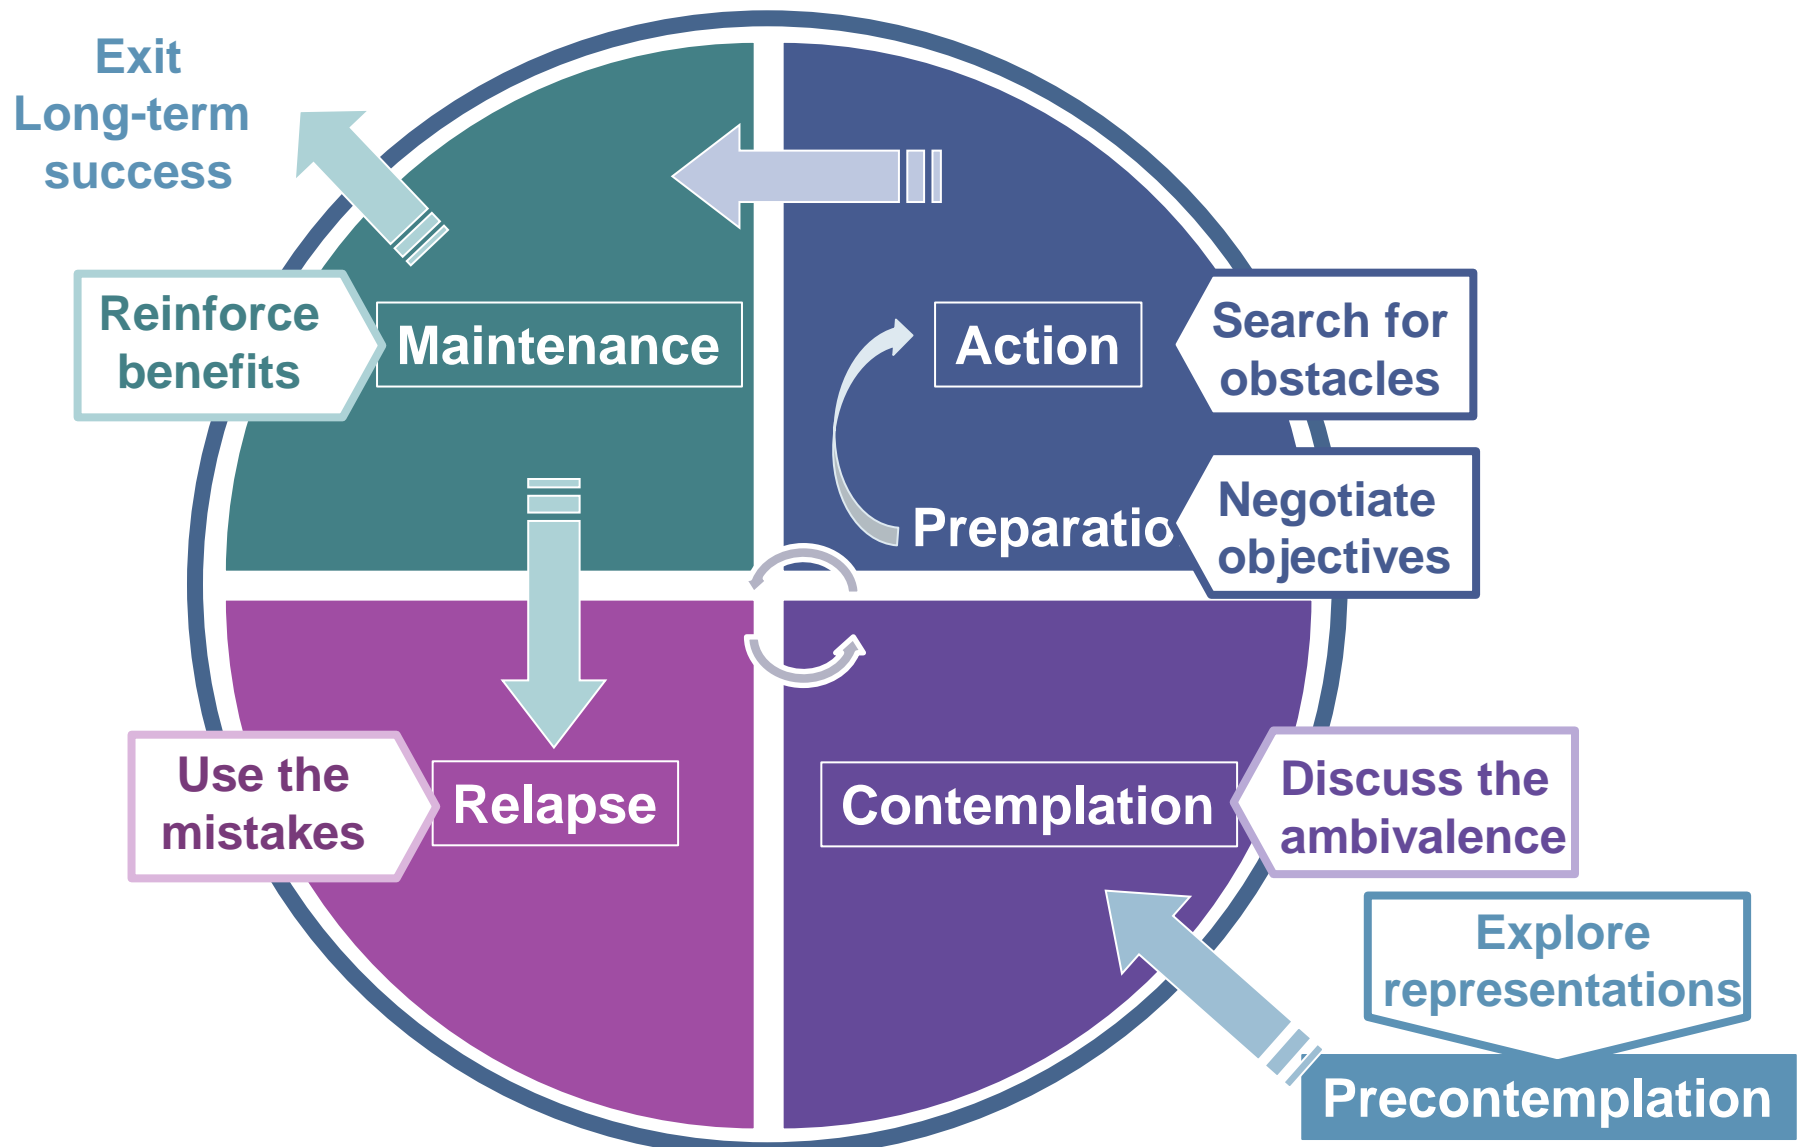 Exit
Long-term
success
Reinforce
benefits
Maintenance
Action
Search for
obstacles
Preparatio
Negotiate
objectives
Use the
mistakes
Relapse
Contemplation
Discuss the
ambivalence
Explore
representations
Precontemplation